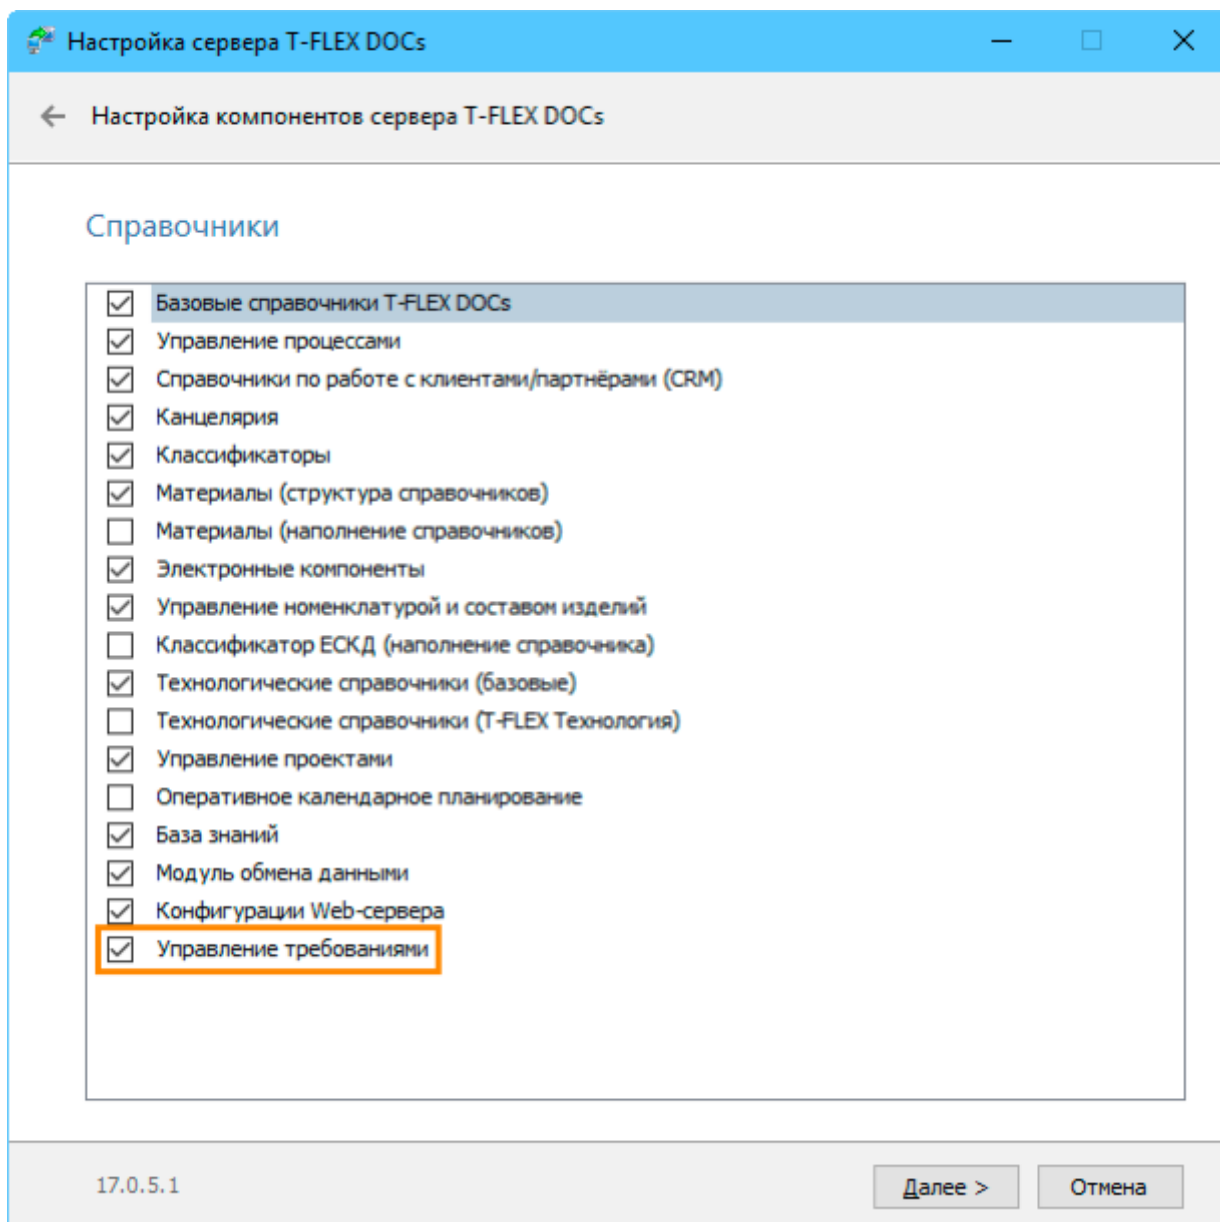 Настройка сервера T-FLEX DOCs
Настройка компонентов сервера T-FLEX DOCs
Справочники
Базовые справочники T-FLEX DOCs
Управление процессами
Справочники по работе с клиентами/партнёрами (CRM)
Канцелярия
Классификаторы
Материалы (структура справочников)
Материалы (наполнение справочников)
Электронные компоненты
Управление номенклатурой и составом изделий
Классификатор ЕСКД (наполнение справочника)
Технологические справочники (базовые)
Технологические справочники (T-FLEX Технология)
Управление проектами
Оперативное календарное планирование
База знаний
Модуль обмена данными
Конфигурации Web-сервера
Управление требованиями
17.0.5.1
Далее >
Отмена